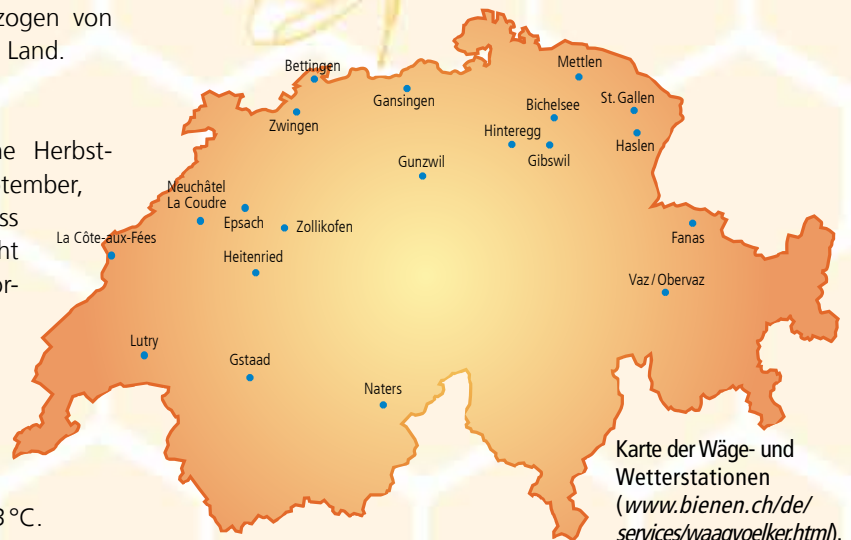 zogen von
Land.
ne Herbst-
tember,
ss
ht
or-
3 °C.
Bettingen
Gansingen
Zwingen
Mettlen
Bichelsee
St. Gallen
Hinteregg
Gibswil
Haslen
Gunzwil
Neuchâtel
La Coudre
Epsach
Zollikofen
La Côte-aux-Fées
Heitenried
Fanas
Vaz / Obervaz
Lutry
Gstaad
Naters
Karte der Wäge- und
Wetterstationen
(www.bienen.ch/de/
services/waagvoelker.html).